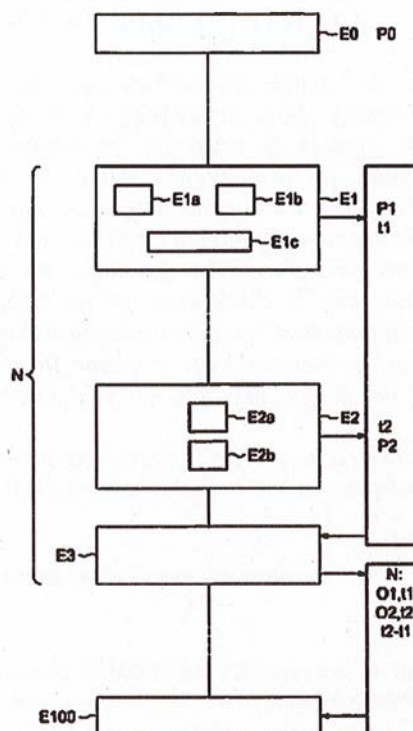 E0 P0
E1a E1b E1
E1c
P1
t1
N
E2a E2
E2b
t2
P2
E3
N:
O1,t1
O2,t2
t2-t1
E100